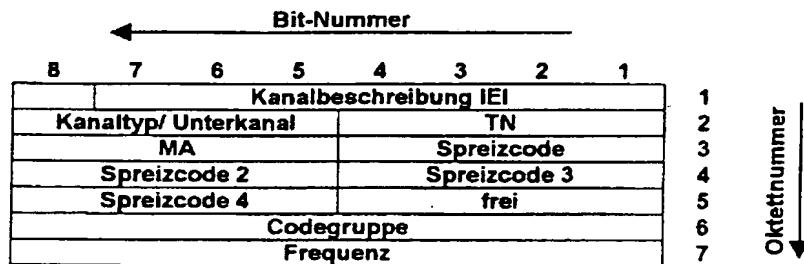 Bit-Nummer
8 7 6 5 4 3 2 1
Kanalbeschreibung IEI 1
Kanaltyp/ Unterkanal TN 2
MA Spreizcode 3
Spreizcode 2 Spreizcode 3 4
Spreizcode 4 frei 5
Codegruppe 6
Frequenz 7
Oktettnummer